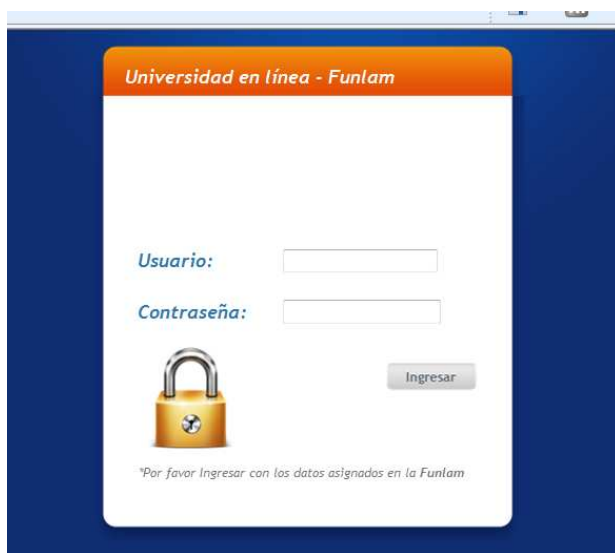 Universidad en línea - Funlam
Usuario:
Contraseña:
Ingresar
*Por favor Ingresar con los datos asignados en la Funlam